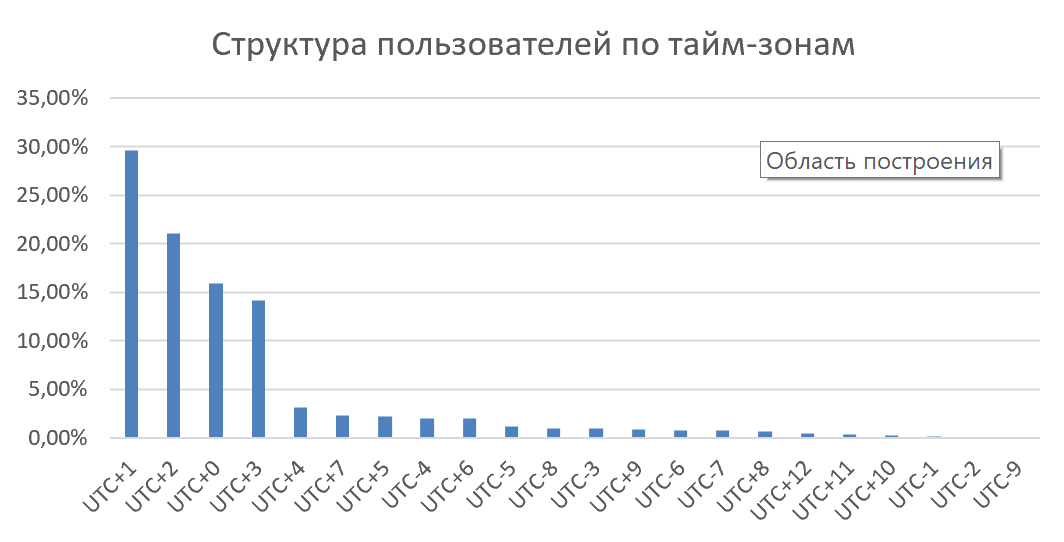 Структура пользователей по тайм-зонам
35,00%
30,00%
Область построения
25,00%
20,00%
15,00%
10,00%
5,00%
0,00%
UTC+1
UTC+2
UTC+0
UTC+3
UTC+4
UTC+7
UTC+5
UTC-4
UTC+6
UTC-5
UTC-8
UTC-3
UTC+9
UTC-6
UTC-7
UTC+8
UTC+12
UTC+11
UTC+10
UTC-1
UTC-2
UTC-9